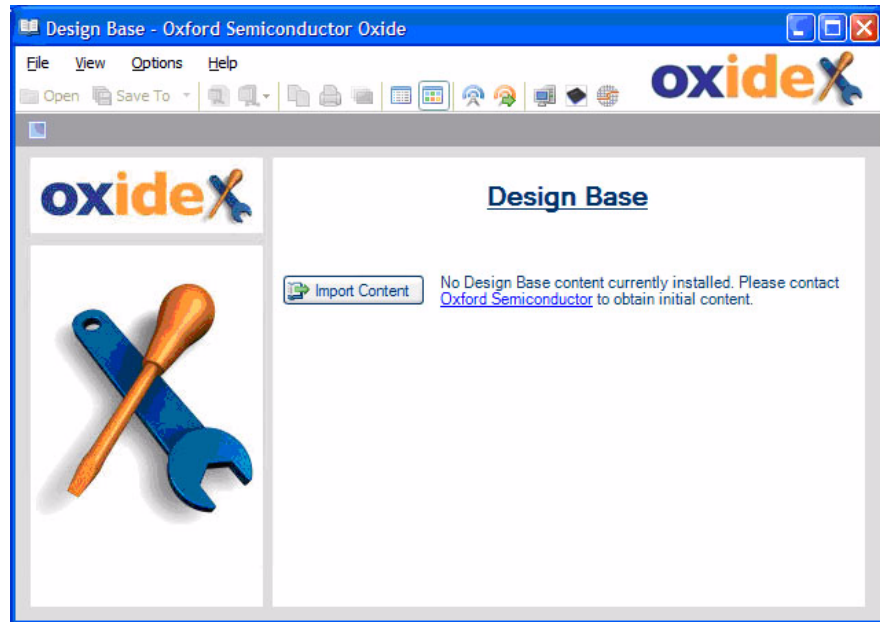 Design Base - Oxford Semiconductor Oxide
File View Options Help
oxide
Open Save To
oxide
Design Base
Import Content
No Design Base content currently installed. Please contact
Oxford Semiconductor to obtain initial content.